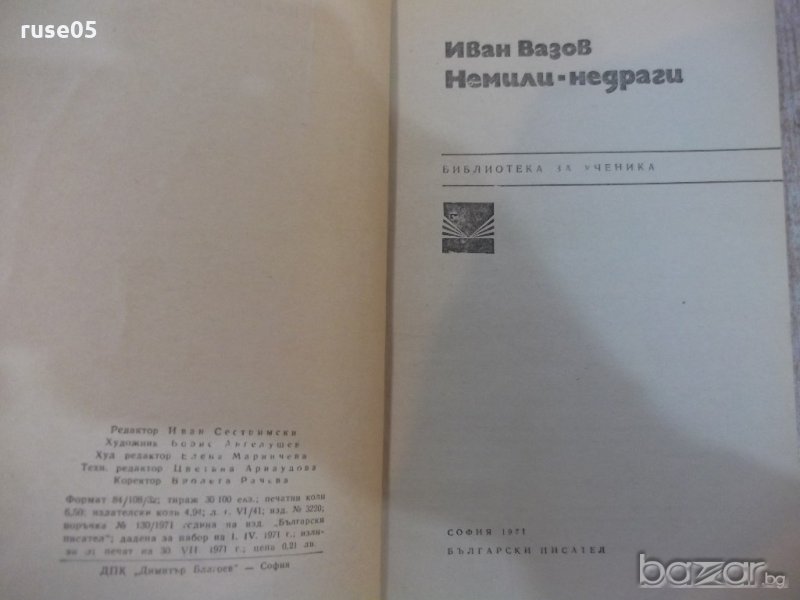 ruse05
Редактор Иван Сестримски
Художник Борис Ангелушев
Худ редактор Елена Маринчева
Техн. редактор Цветана Арнаудова
Коректор Виолета Рачева
Формат 84/108/32; тираж 30 100 екз.; печатни коли
6,50; издателски коли 4,94; л. г. VI/41; изд. № 3220;
поръчка № 130/1971 година на изд. „Български
писател“; дадена за набор на 1. IV. 1971 г.; изли-
за от печат на 30 VII 1971 г.; цена 0,21 лв.
ДПК „Димитър Благоев“ — София
Иван Вазов
Немили-недраги
БИБЛИОТЕКА ЗА УЧЕНИКА
СОФИЯ 1971
БЪЛГАРСКИ ПИСАТЕЛ
bazar.bg